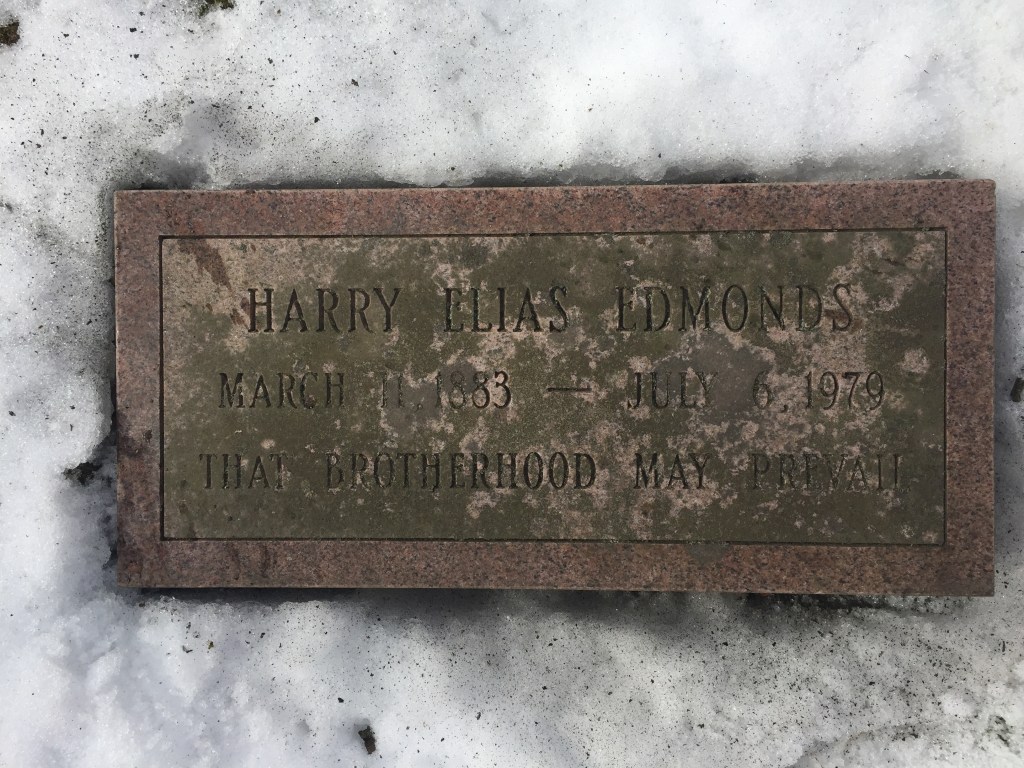 HARRY ELIAS EDMONDS
MARCH 11, 1883 — JULY 6, 1979
THAT BROTHERHOOD MAY PREVAIL